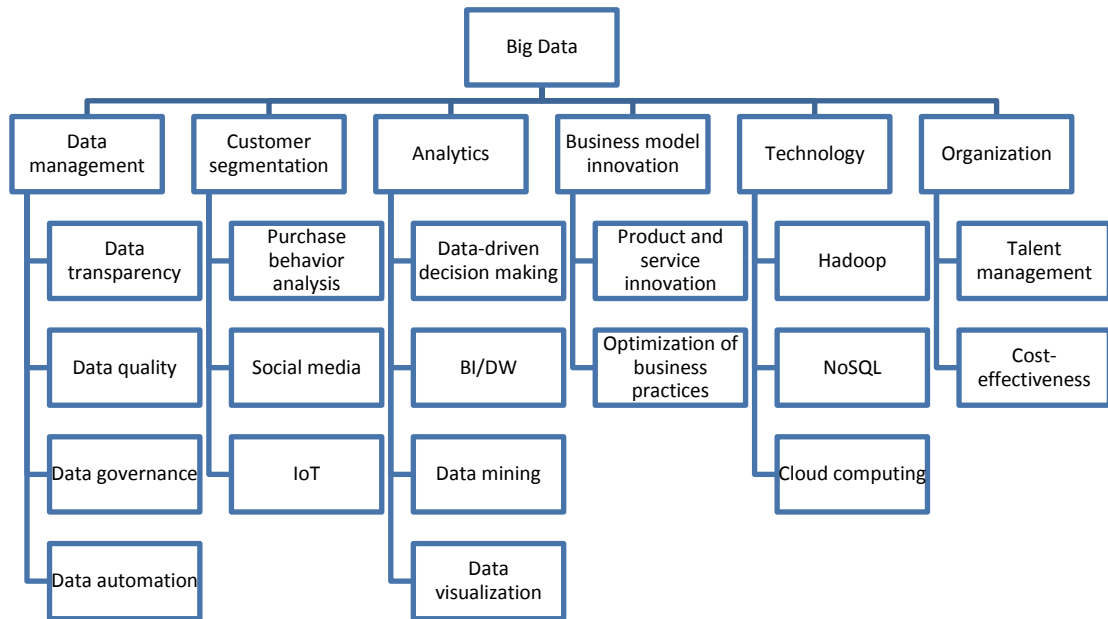 Big Data
Data
management
Customer
segmentation
Analytics
Business model
innovation
Technology
Organization
Data
transparency
Purchase
behavior
analysis
Data-driven
decision making
Product and
service
innovation
Hadoop
Talent
management
Data quality
Social media
BI/DW
Optimization of
business
practices
NoSQL
Cost-
effectiveness
Data governance
IoT
Data mining
Cloud computing
Data automation
Data
visualization